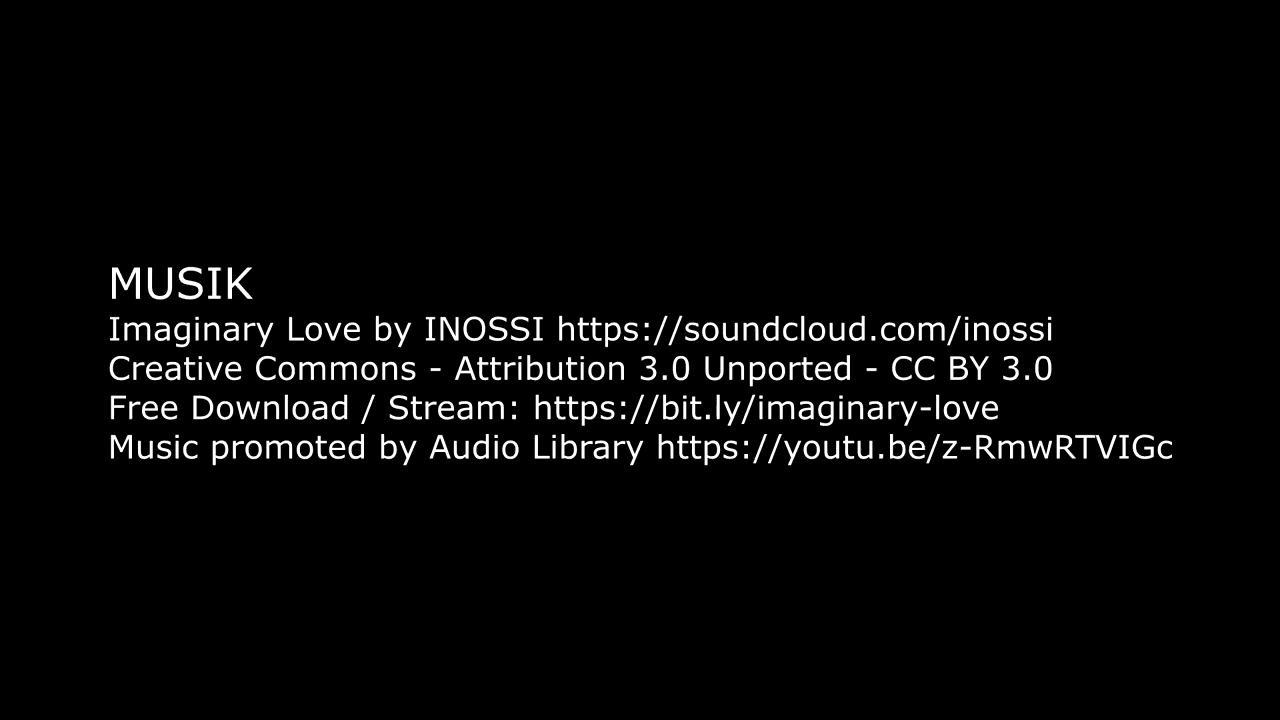 MUSIK
Imaginary Love by INOSSI https://soundcloud.com/inossi
Creative Commons - Attribution 3.0 Unported - CC BY 3.0
Free Download / Stream: https://bit.ly/imaginary-love
Music promoted by Audio Library https://youtu.be/z-RmwRTVIGc